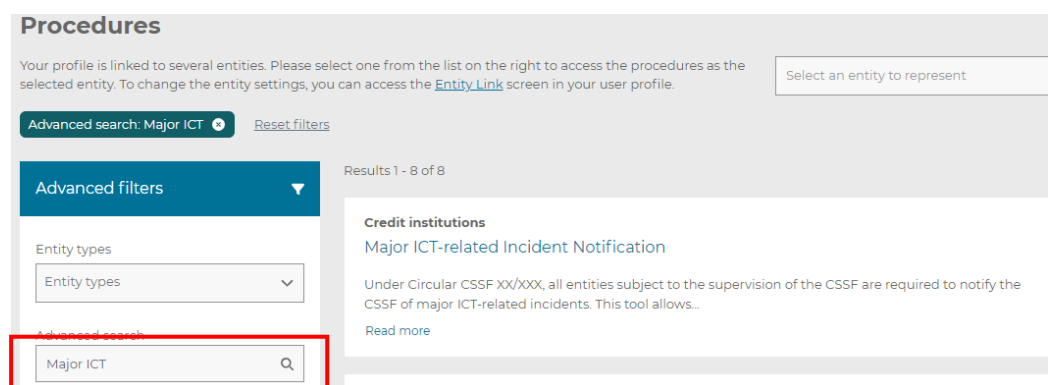 Procedures
Your profile is linked to several entities. Please select one from the list on the right to access the procedures as the
selected entity. To change the entity settings, you can access the Entity Link screen in your user profile.
Select an entity to represent
Advanced search: Major ICT
Reset filters
Advanced filters
Entity types
Entity types
Advanced search
Major ICT
Results 1 - 8 of 8
Credit institutions
Major ICT-related Incident Notification
Under Circular CSSF XX/XXX, all entities subject to the supervision of the CSSF are required to notify the
CSSF of major ICT-related incidents. This tool allows...
Read more